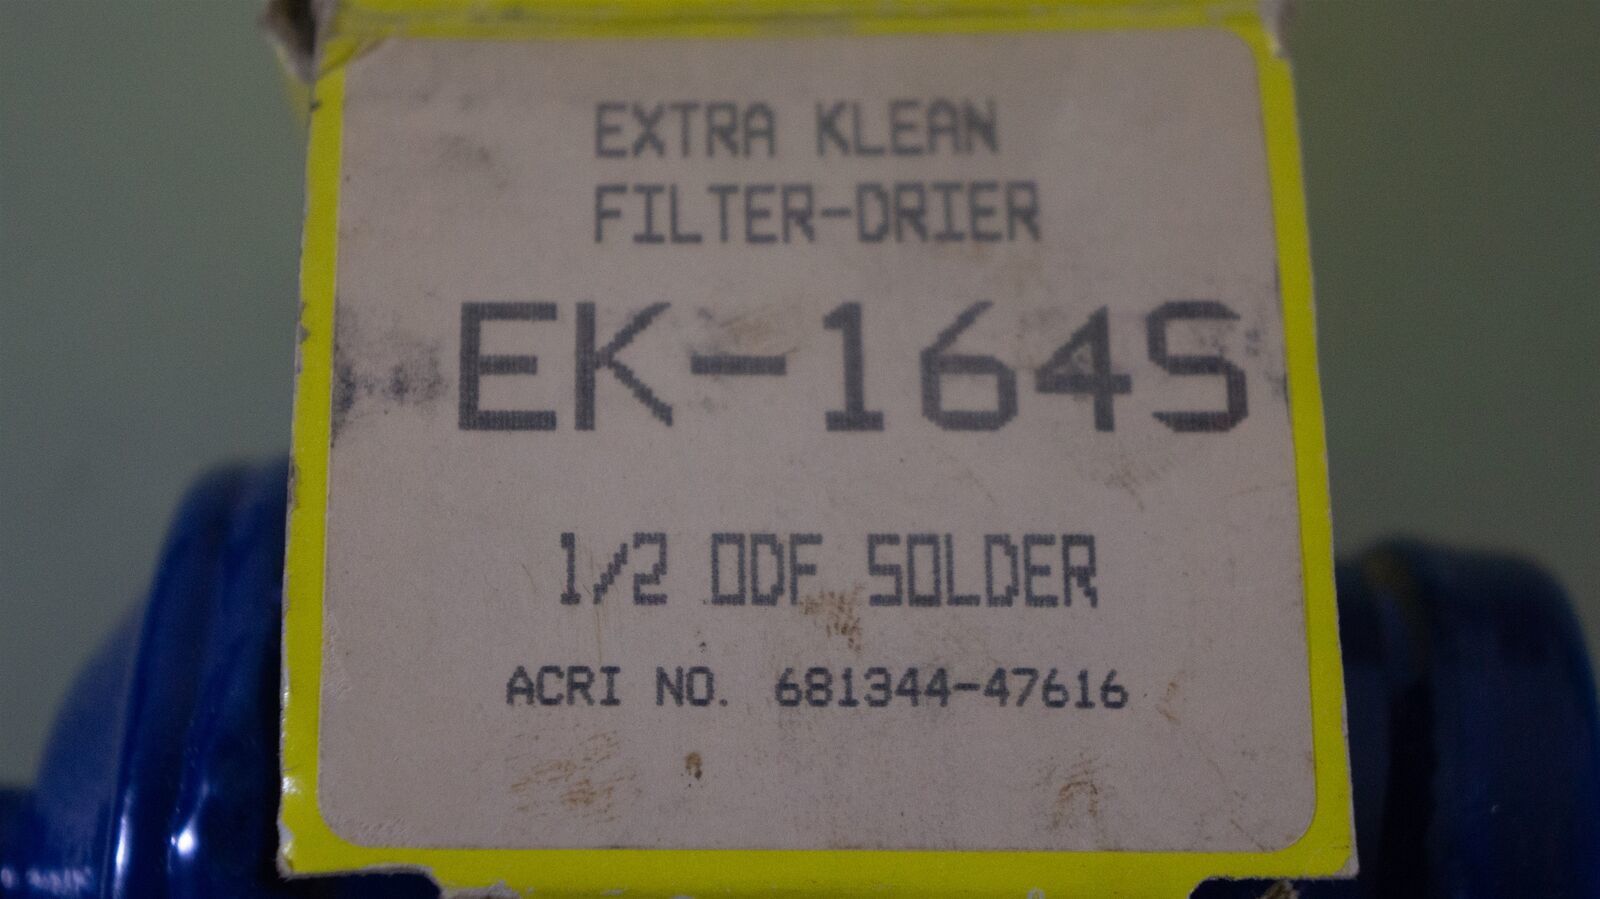 EXTRA KLEAN
FILTER-DRIER
EK-164S
1/2 ODF SOLDER
ACRI NO. 681344-47616